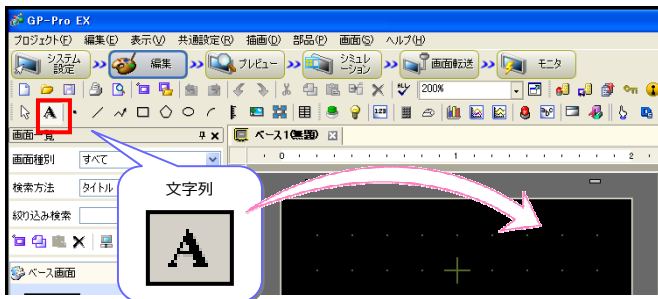 GP-Pro EX
プロジェクト(F) 編集(E) 表示(V) 共通設定(R) 描画(D) 部品(P) 画面(S) ヘルプ(H)
システム設定 編集 プレビュー シミュレーション 画面転送 モニタ
200%
A
画面一覧 ベース1(無題)
画面種別 すべて
0 1 2
検索方法 タイトル
文字列
絞り込み検索
A
ベース画面